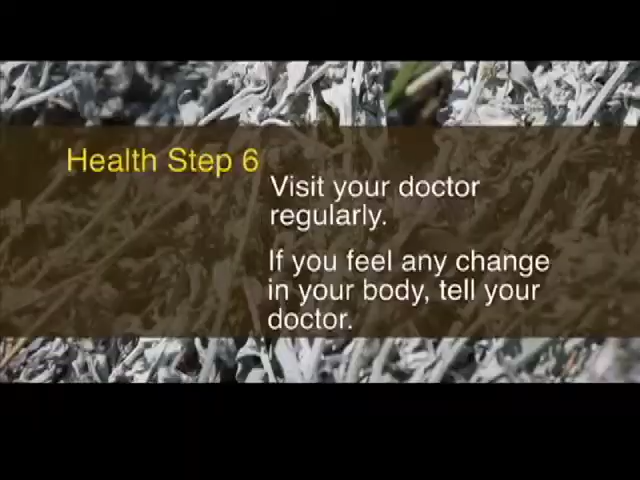 Health Step 6
Visit your doctor
regularly.
If you feel any change
in your body, tell your
doctor.